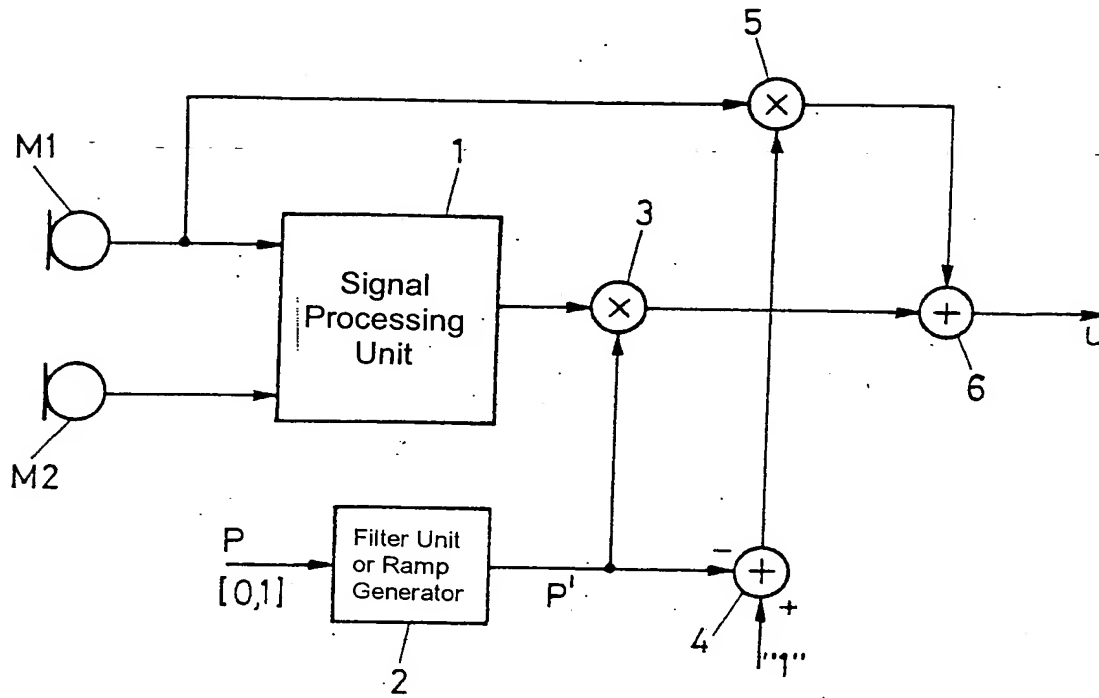 5
M1
1
3
Signal
Processing
Unit
×
×
+
U
6
M2
P
[0,1]
Filter Unit
or Ramp
Generator
P'
-
+
+
4
"1"
2